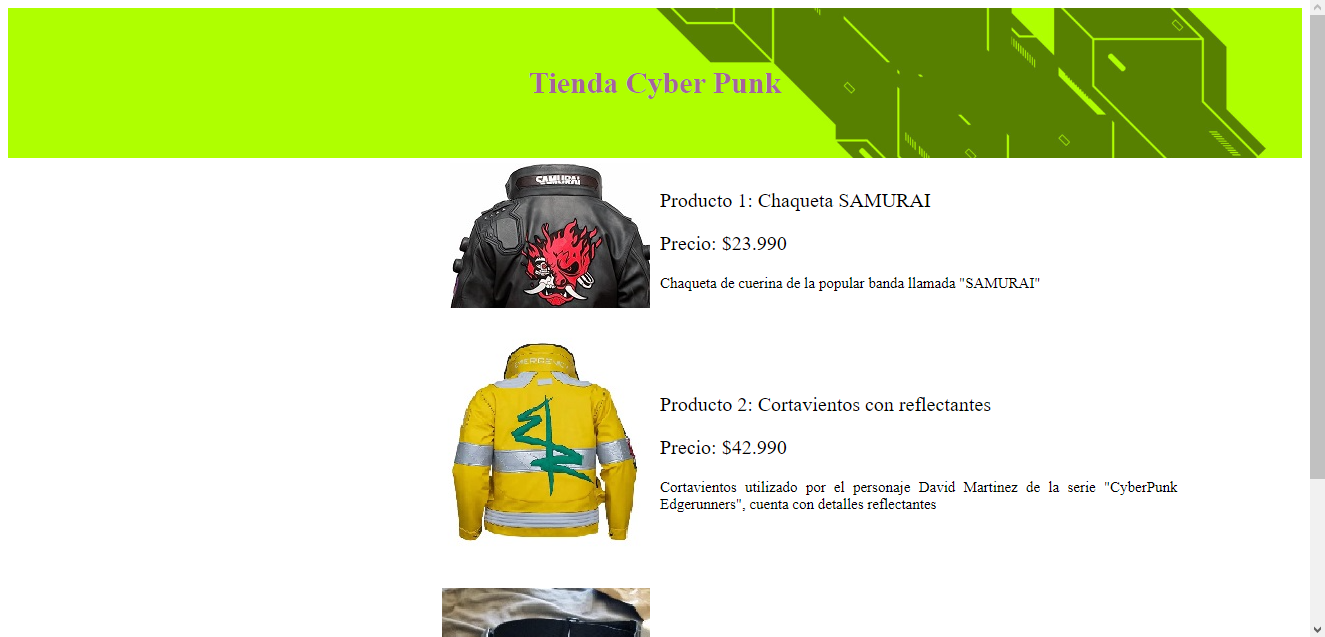 Tienda Cyber Punk
SAMURAI
Producto 1: Chaqueta SAMURAI
Precio: $23.990
Chaqueta de cuerina de la popular banda llamada "SAMURAI"
Producto 2: Cortavientos con reflectantes
Precio: $42.990
Cortavientos utilizado por el personaje David Martinez de la serie "CyberPunk
Edgerunners", cuenta con detalles reflectantes